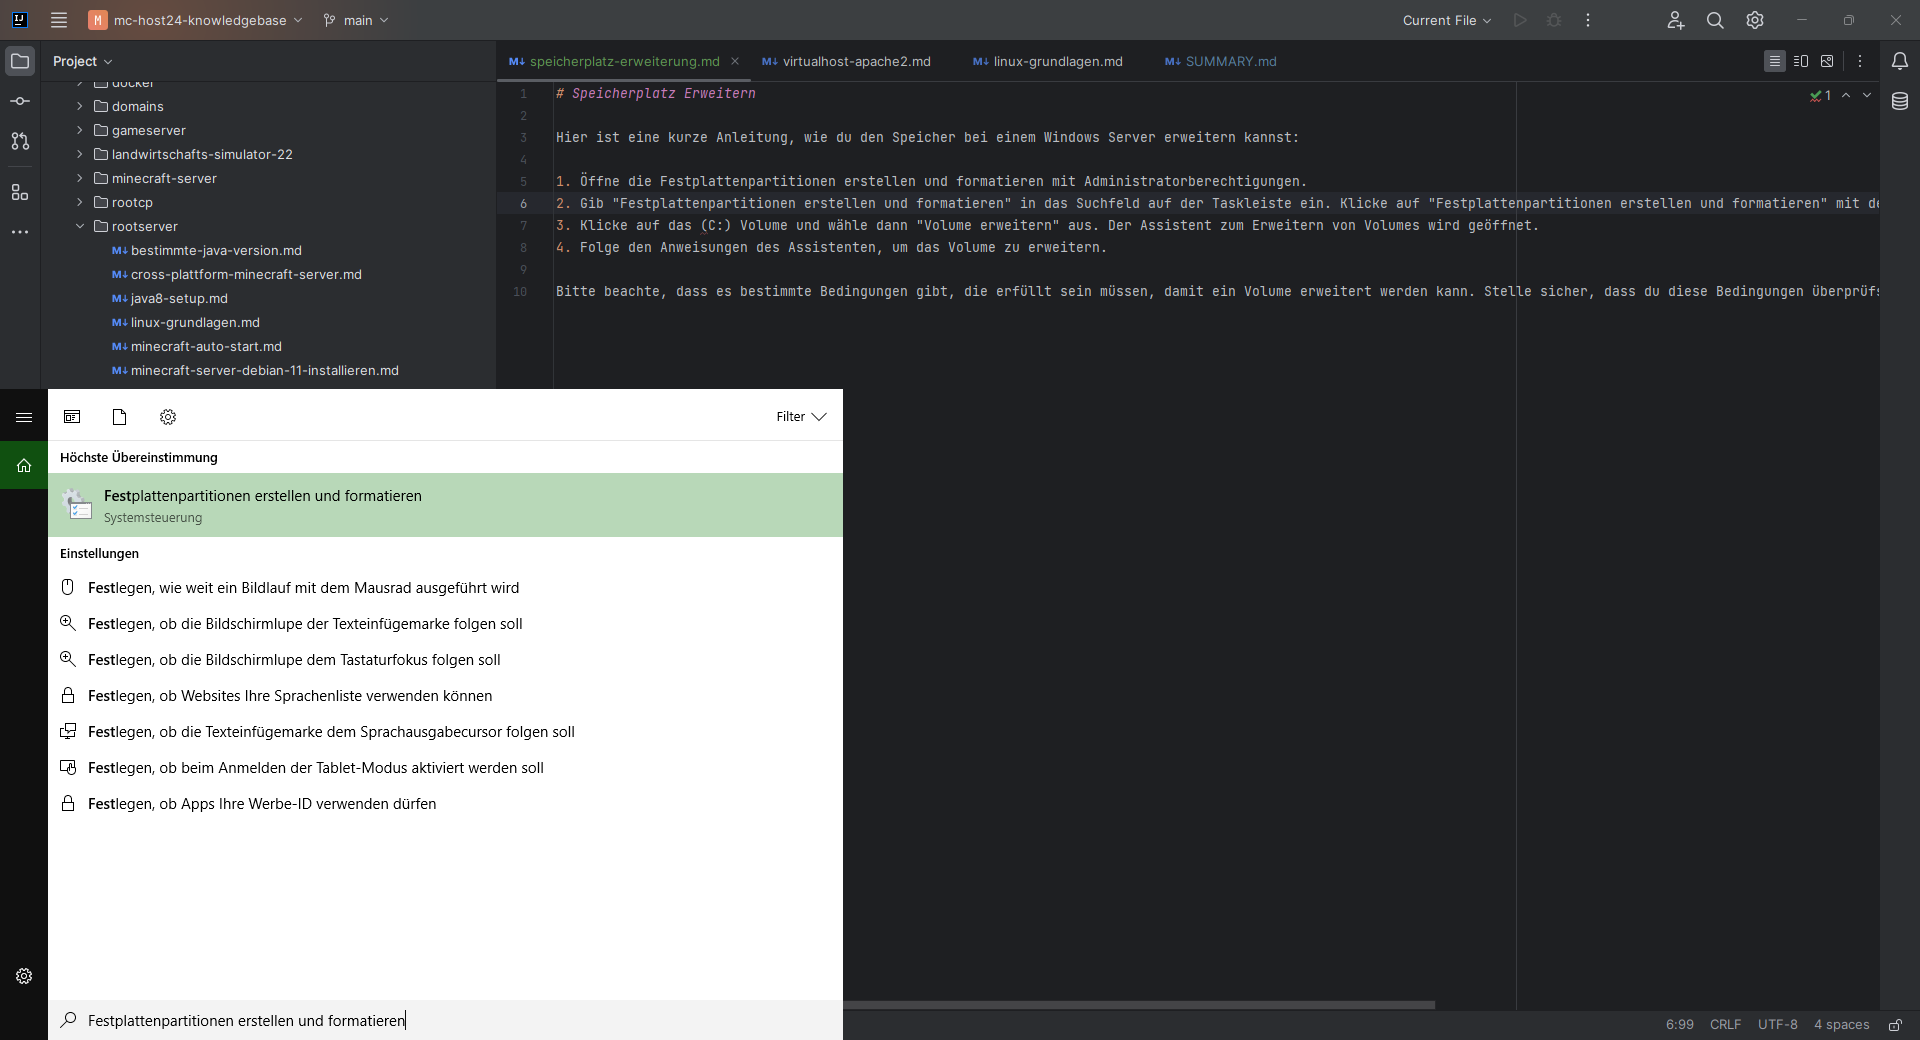 IJ
M mc-host24-knowledgebase main Current File
Project
speicherplatz-erweiterung.md virtualhost-apache2.md linux-grundlagen.md SUMMARY.md
docker
domains
gameserver
landwirtschafts-simulator-22
minecraft-server
rootcp
rootserver
bestimmte-java-version.md
cross-plattform-minecraft-server.md
java8-setup.md
linux-grundlagen.md
minecraft-auto-start.md
minecraft-server-debian-11-installieren.md
1 # Speicherplatz Erweitern
2
3 Hier ist eine kurze Anleitung, wie du den Speicher bei einem Windows Server erweitern kannst:
4
5 1. Öffne die Festplattenpartitionen erstellen und formatieren mit Administratorberechtigungen.
6 2. Gib "Festplattenpartitionen erstellen und formatieren" in das Suchfeld auf der Taskleiste ein. Klicke auf "Festplattenpartitionen erstellen und formatieren" mit de
7 3. Klicke auf das (C:) Volume und wähle dann "Volume erweitern" aus. Der Assistent zum Erweitern von Volumes wird geöffnet.
8 4. Folge den Anweisungen des Assistenten, um das Volume zu erweitern.
9
10 Bitte beachte, dass es bestimmte Bedingungen gibt, die erfüllt sein müssen, damit ein Volume erweitert werden kann. Stelle sicher, dass du diese Bedingungen überprüfs
1
Filter
Höchste Übereinstimmung
Festplattenpartitionen erstellen und formatieren
Systemsteuerung
Einstellungen
Festlegen, wie weit ein Bildlauf mit dem Mausrad ausgeführt wird
Festlegen, ob die Bildschirmlupe der Texteinfügemarke folgen soll
Festlegen, ob die Bildschirmlupe dem Tastaturfokus folgen soll
Festlegen, ob Websites Ihre Sprachenliste verwenden können
Festlegen, ob die Texteinfügemarke dem Sprachausgabecursor folgen soll
Festlegen, ob beim Anmelden der Tablet-Modus aktiviert werden soll
Festlegen, ob Apps Ihre Werbe-ID verwenden dürfen
Festplattenpartitionen erstellen und formatieren
6:99 CRLF UTF-8 4 spaces